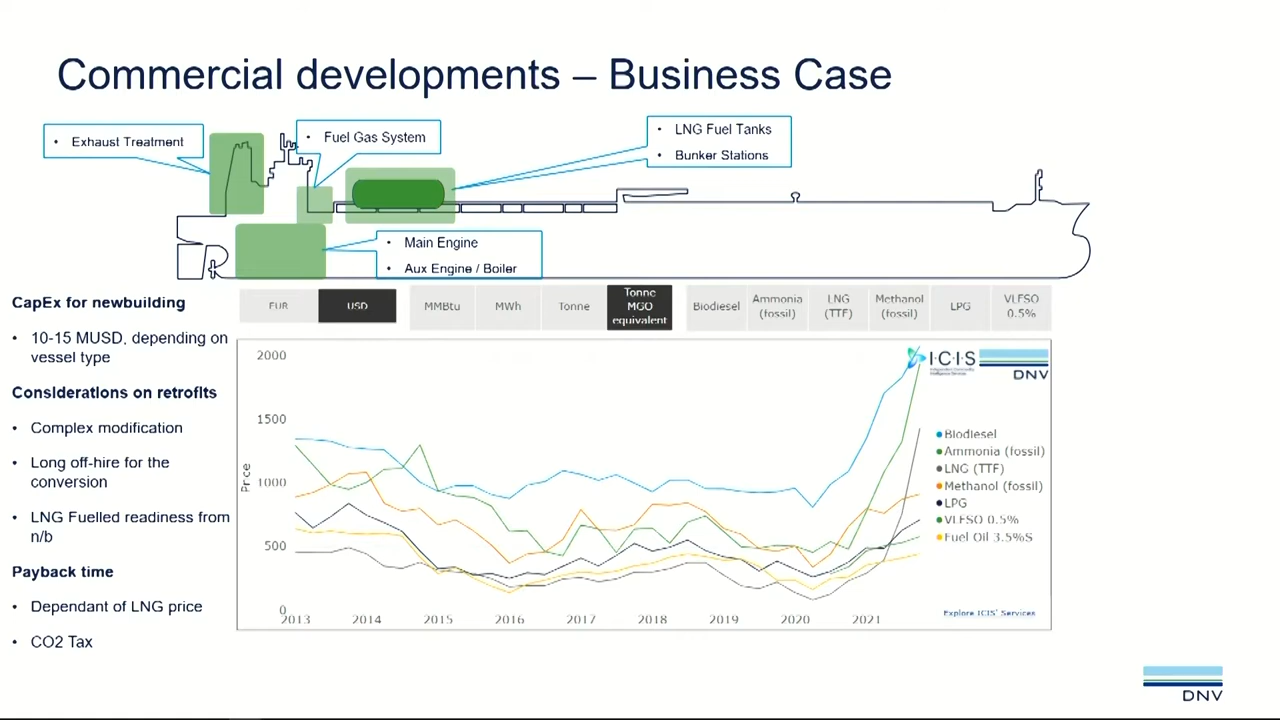 Commercial developments – Business Case
• Exhaust Treatment
• Fuel Gas System
• LNG Fuel Tanks
• Bunker Stations
• Main Engine
• Aux Engine / Boiler
CapEx for newbuilding
• 10-15 MUSD, depending on
vessel type
Considerations on retrofits
• Complex modification
• Long off-hire for the
conversion
• LNG Fuelled readiness from
n/b
Payback time
• Dependant of LNG price
• CO2 Tax
EUR
USD
MMBtu
MWh
Tonne
Tonne
MGO
equivalent
Biodiesel
Ammonia
(fossil)
LNG
(TTF)
Methanol
(fossil)
LPG
VLFSO
0.5%
Price
2000
1500
1000
500
0
2013 2014 2015 2016 2017 2018 2019 2020 2021
I·C·I·S
Independent Commodity
Intelligence Services
DNV
Biodiesel
Ammonia (fossil)
LNG (TTF)
Methanol (fossil)
LPG
VLFSO 0.5%
Fuel Oil 3.5%S
Explore ICIS' Services
DNV